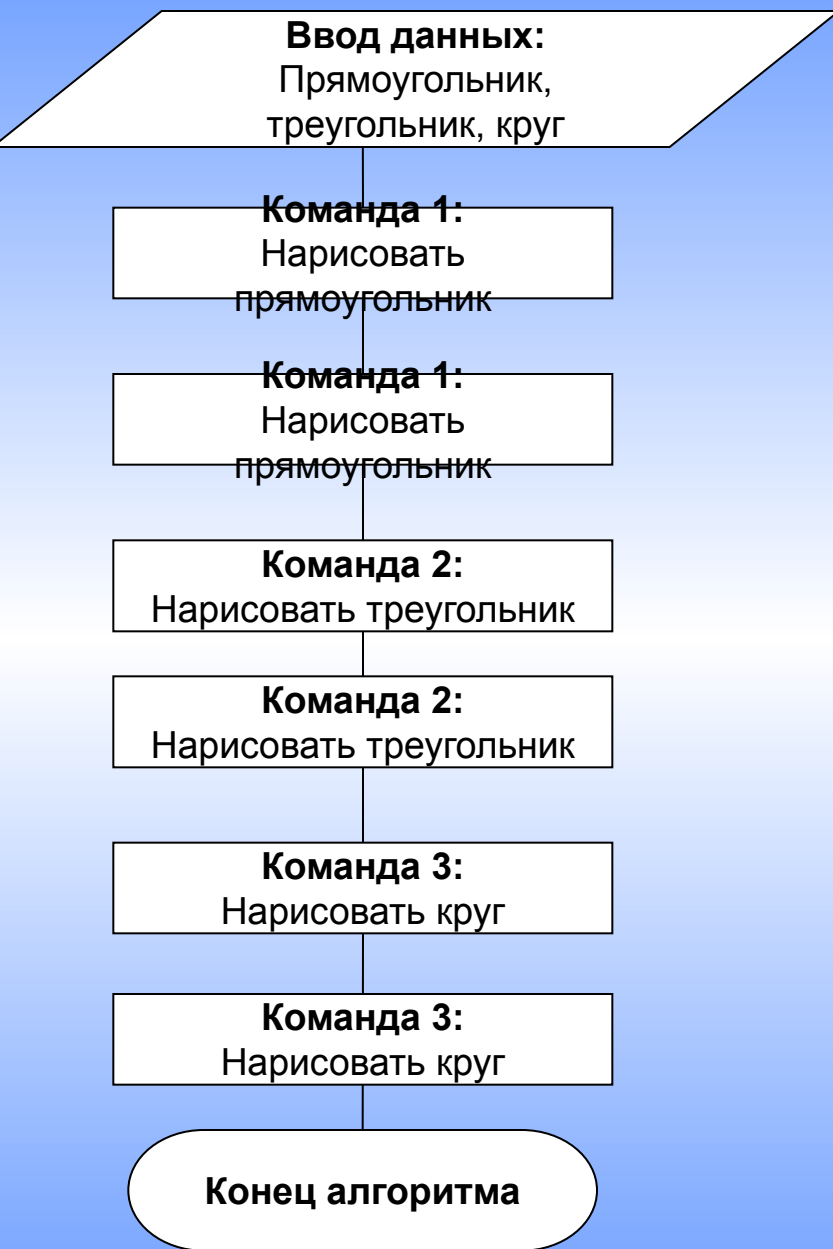 Ввод данных:
Прямоугольник,
треугольник, круг
Команда 1:
Нарисовать
прямоугольник
Команда 1:
Нарисовать
прямоугольник
Команда 2:
Нарисовать треугольник
Команда 2:
Нарисовать треугольник
Команда 3:
Нарисовать круг
Команда 3:
Нарисовать круг
Конец алгоритма